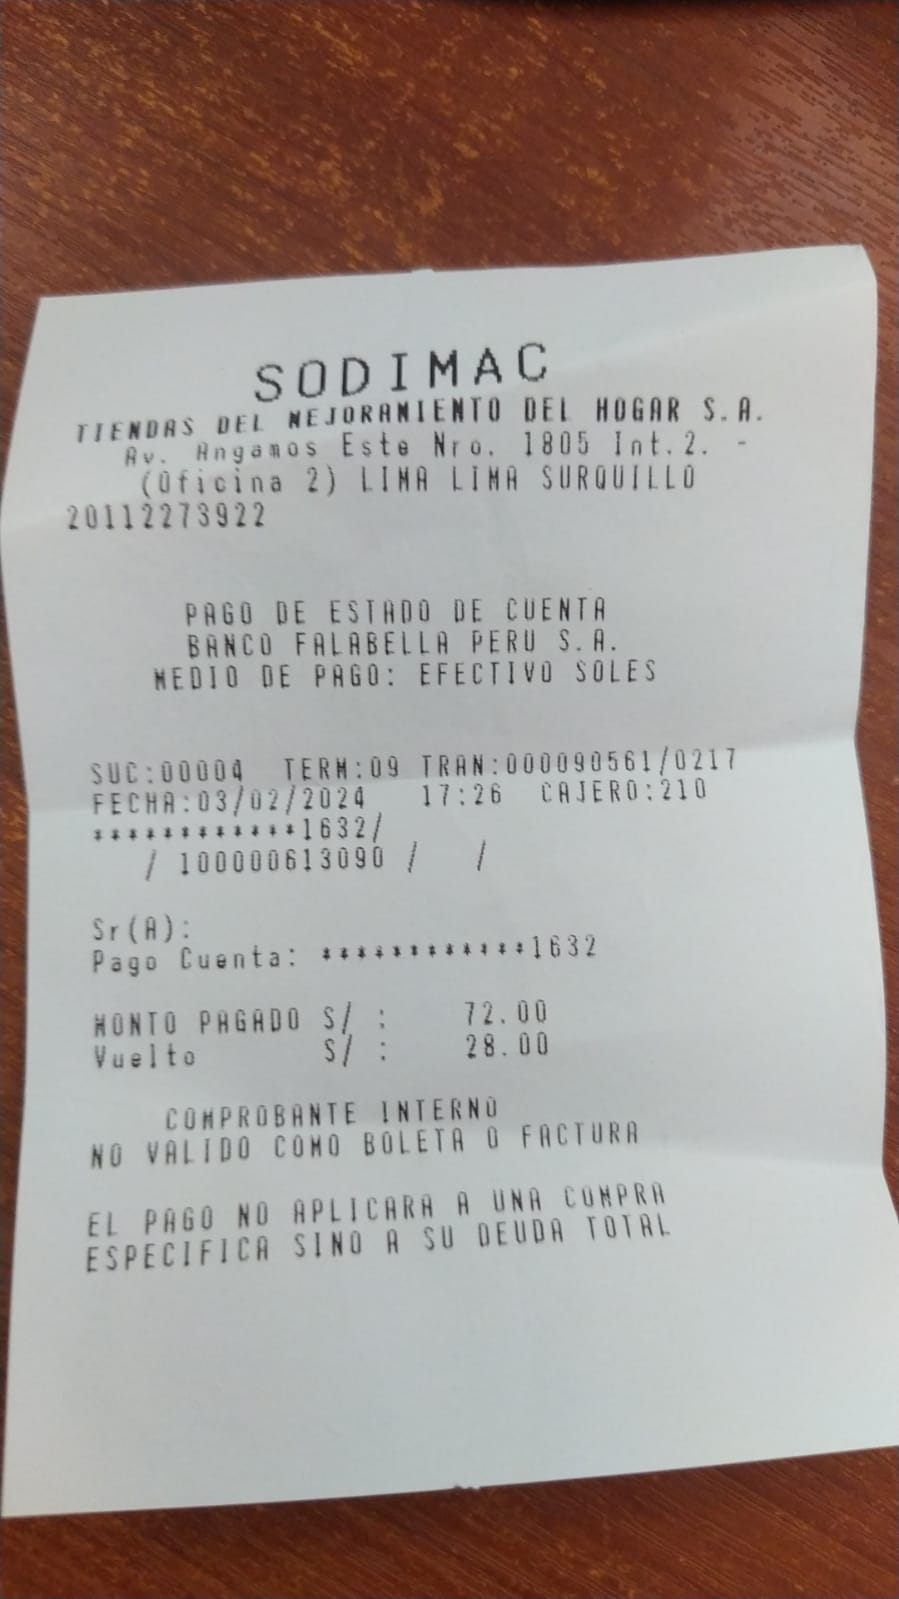 SODIMAC
TIENDAS DEL MEJORAMIENTO DEL HOGAR S.A.
Av. Angamos Este Nro. 1805 Int.2. -
(Oficina 2) LIMA LIMA SURQUILLO
20112273922
PAGO DE ESTADO DE CUENTA
BANCO FALABELLA PERU S.A.
MEDIO DE PAGO: EFECTIVO SOLES
SUC:00004 TERM:09 TRAN:000090561/0217
FECHA:03/02/2024 17:26 CAJERO:210
************1632/
/ 100000613090 / /
Sr(A):
Pago Cuenta: ************1632
MONTO PAGADO S/ : 72.00
Vuelto S/ : 28.00
COMPROBANTE INTERNO
NO VALIDO COMO BOLETA O FACTURA
EL PAGO NO APLICARA A UNA COMPRA
ESPECIFICA SINO A SU DEUDA TOTAL